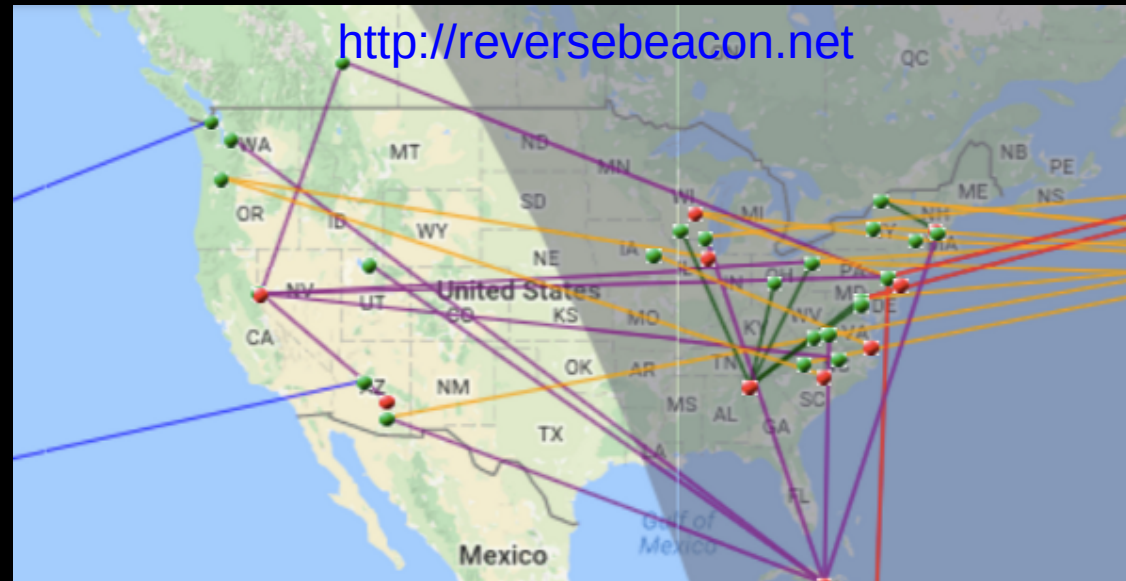 http://reversebeacon.net
ON
QC
WA
MT
ND
MN
NB
PE
ME
NS
OR
ID
SD
WI
MI
NH
WY
IA
NE
NV
UT
United States
CO
KS
MO
OH
PA
MD
DE
KY
WV
VA
CA
AZ
NM
OK
AR
TN
MS
AL
SC
GA
TX
LA
FL
Gulf of
Mexico
Mexico